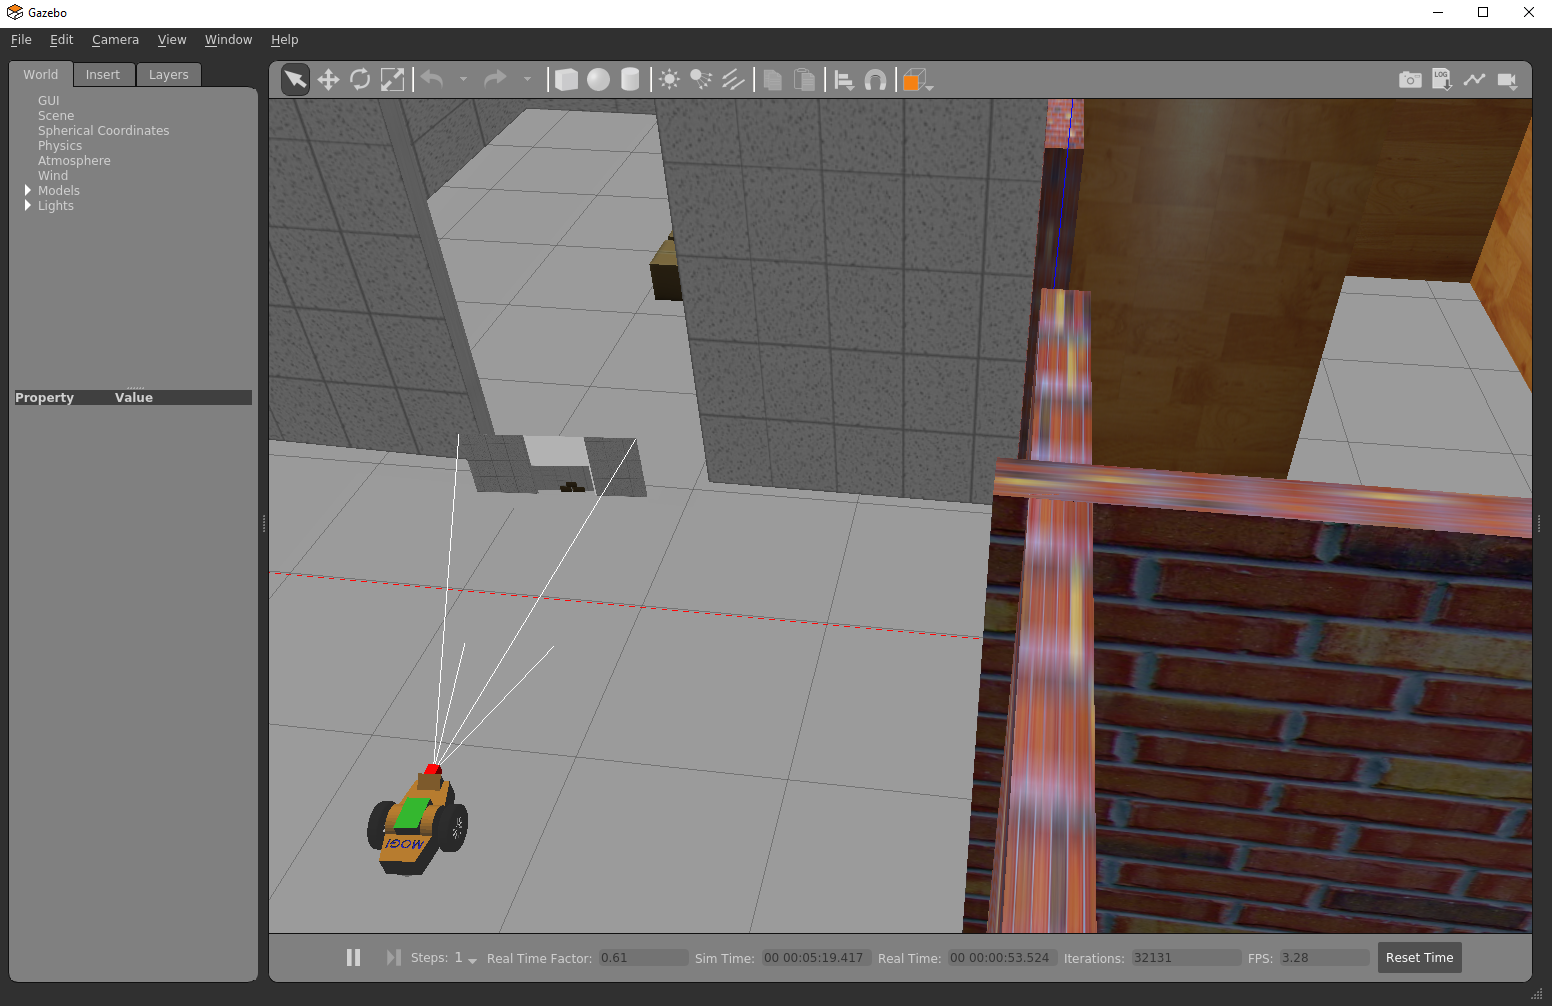 Gazebo
File Edit Camera View Window Help
World Insert Layers
LOG
GUI
Scene
Spherical Coordinates
Physics
Atmosphere
Wind
Models
Lights
Property Value
MOGI
Steps: 1 Real Time Factor: 0.61 Sim Time: 00 00:05:19.417 Real Time: 00 00:00:53.524 Iterations: 32131 FPS: 3.28 Reset Time